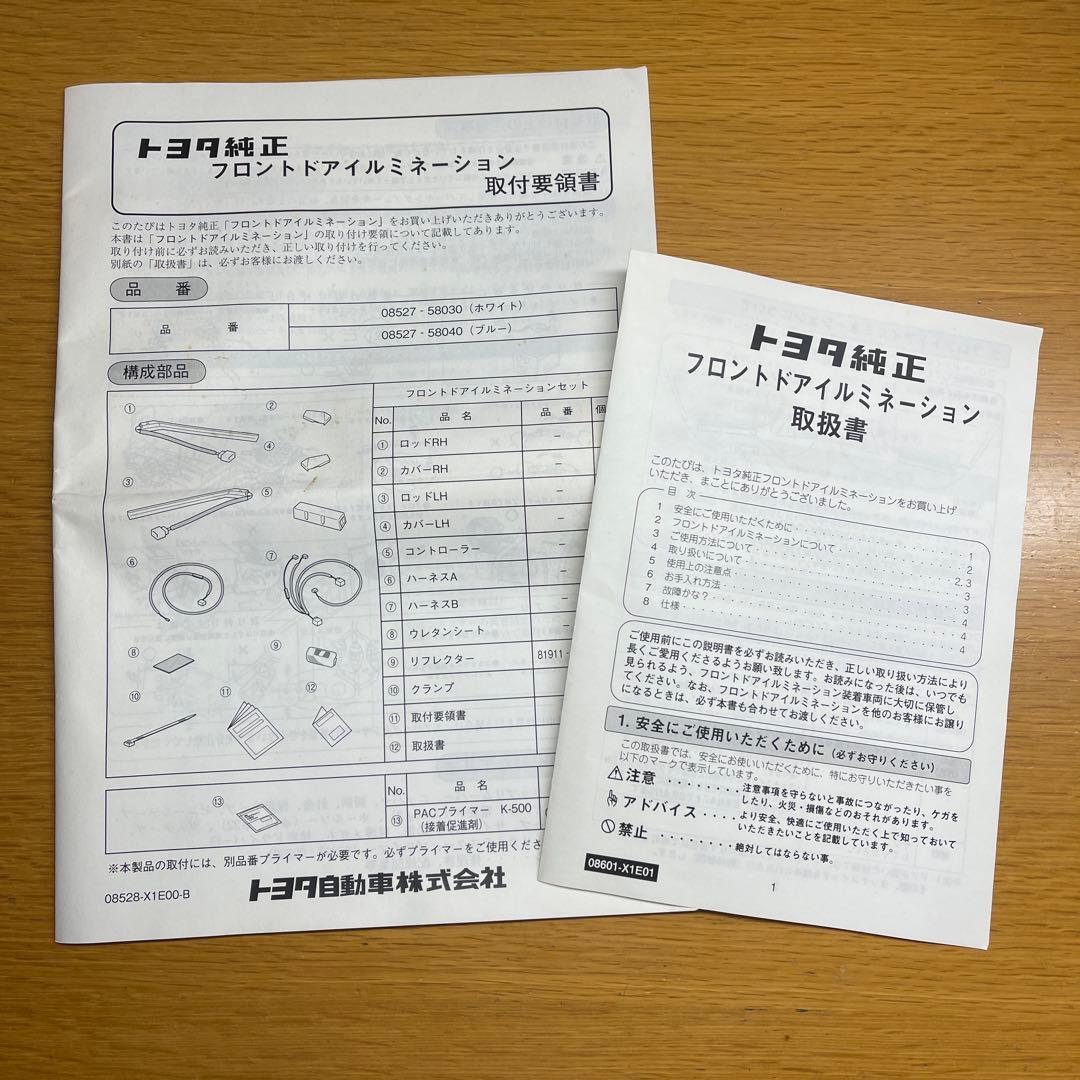 トヨタ純正
フロントドアイルミネーション
取付要領書
このたびはトヨタ純正「フロントドアイルミネーション」をお買い上げいただきありがとうございます。
本書は「フロントドアイルミネーション」の取り付け要領について記載してあります。
取り付け前に必ずお読みいただき、正しい取り付けを行ってください。
別紙の「取扱書」は、必ずお客様にお渡しください。
品 番
品 番
08527 - 58030（ホワイト）
08527 - 58040（ブルー）
構成部品
① ② ③ ④ ⑤ ⑥ ⑦ ⑧ ⑨ ⑩ ⑪ ⑫
フロントドアイルミネーションセット
No. 品 名 品 番 個
① ロッドRH −
② カバーRH −
③ ロッドLH −
④ カバーLH −
⑤ コントローラー −
⑥ ハーネスA −
⑦ ハーネスB −
⑧ ウレタンシート −
⑨ リフレクター 81911 -
⑩ クランプ
⑪ 取付要領書
⑫ 取扱書
⑬
No. 品 名
⑬ PACプライマー K-500
（接着促進剤）
※本製品の取付には、別品番プライマーが必要です。必ずプライマーをご使用くださ
08528-X1E00-B
トヨタ自動車株式会社
トヨタ純正
フロントドアイルミネーション
取扱書
このたびは、トヨタ純正フロントドアイルミネーションをお買い上げ
いただき、まことにありがとうございました。
目 次
1 安全にご使用いただくために・・・・・・・・・・1
2 フロントドアイルミネーションについて・・・・・・・・・・2
3 ご使用方法について・・・・・・・・・・2, 3
4 取り扱いについて・・・・・・・・・・3
5 使用上の注意点・・・・・・・・・・3
6 お手入れ方法・・・・・・・・・・4
7 故障かな？・・・・・・・・・・4
8 仕様・・・・・・・・・・4
ご使用前にこの説明書を必ずお読みいただき、正しい取り扱い方法により
長くご愛用くださるようお願い致します。お読みになった後は、いつでも
見られるよう、フロントドアイルミネーション装着車両に大切に保管し
てください。なお、フロントドアイルミネーションを他のお客様にお譲り
になるときは、必ず本書も合わせてお渡しください。
1. 安全にご使用いただくために（必ずお守りください）
この取扱書では、安全にお使いいただくために、特にお守りいただきたい事を
以下のマークで表示しています。
注意・・・・・・・注意事項を守らないと事故につながったり、ケガを
したり、火災・損傷などのおそれがあります。
アドバイス・・・・より安全、快適にご使用いただく上で知っておいて
いただきたいことを記載しています。
禁止・・・・・・・絶対してはならない事。
08601-X1E01
1